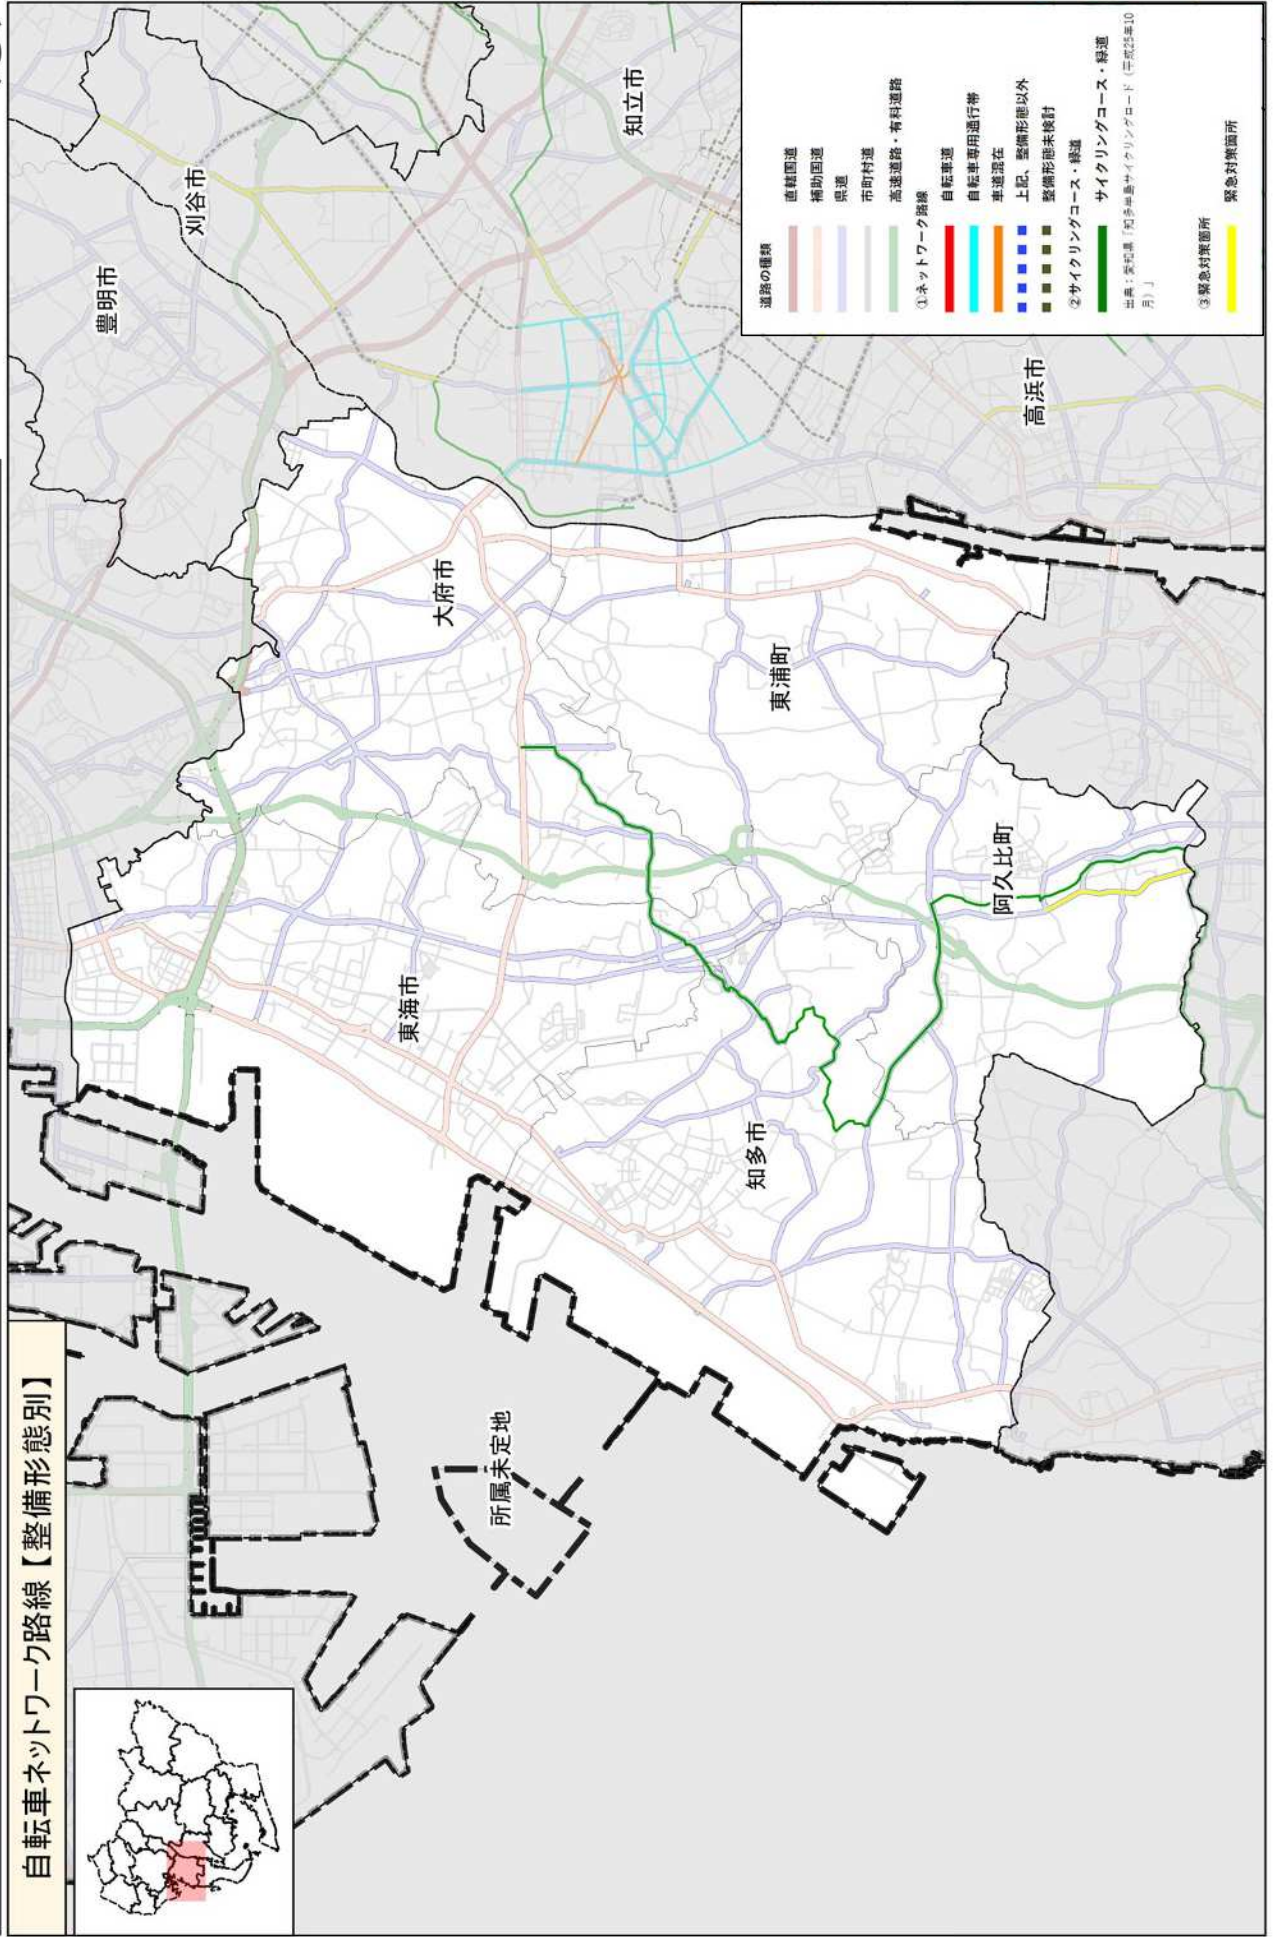 自転車ネットワーク路線【整備形態別】
豊明市
刈谷市
知立市
大府市
東海市
東浦町
高浜市
知多市
阿久比町
所属未定地
道路の種類
直轄国道
補助国道
県道
市町村道
高速道路・有料道路
①ネットワーク路線
自転車道
自転車専用通行帯
車道混在
上記、整備形態以外
整備形態未検討
②サイクリングコース・緑道
サイクリングコース・緑道
出典：愛知県「知多半島サイクリングロード（平成25年10
月）」
③緊急対策箇所
緊急対策箇所